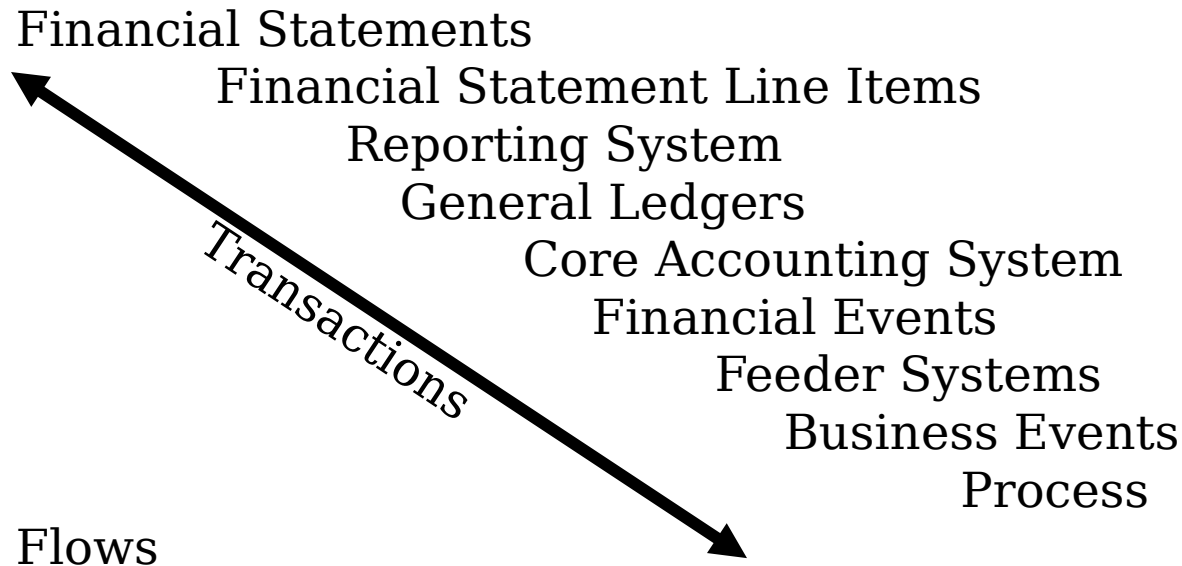 Financial Statements
Financial Statement Line Items
Reporting System
General Ledgers
Core Accounting System
Financial Events
Feeder Systems
Business Events
Process
Transactions
Flows